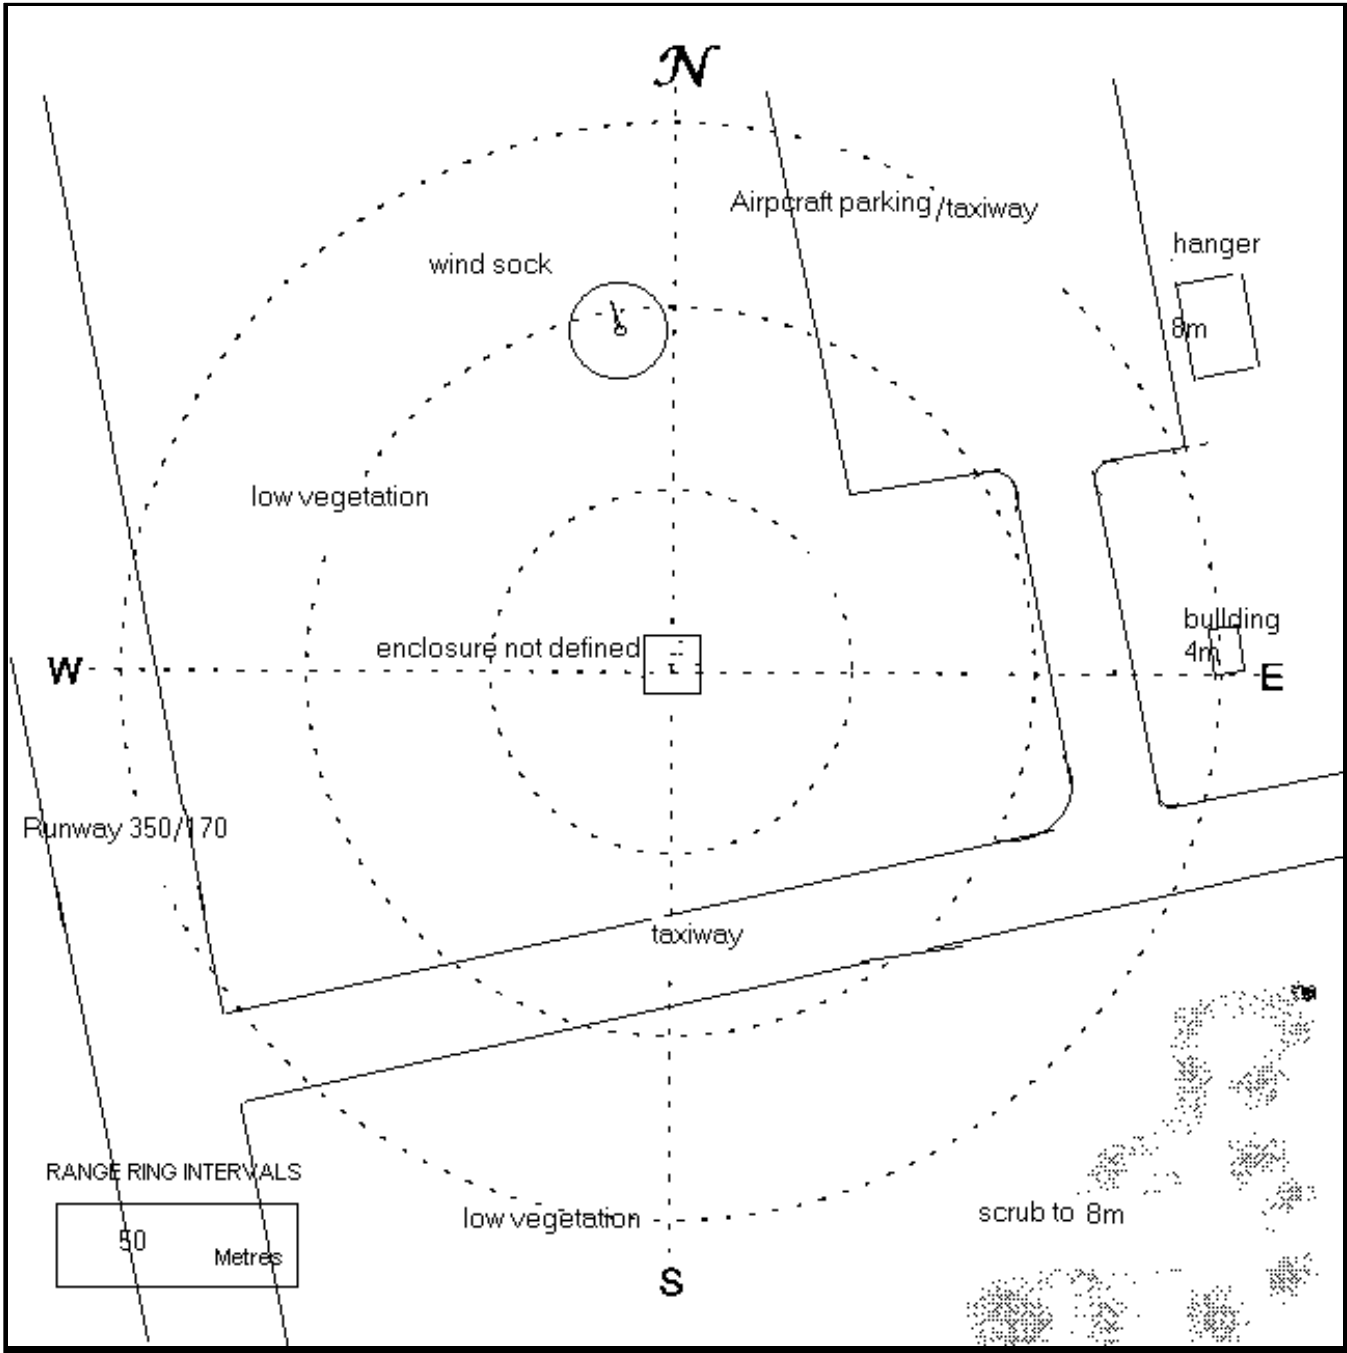 N
Airpcraft parking /taxiway
hanger
wind sock
8m
low vegetation
building
enclosure not defined
4m
W
E
Runway 350/170
taxiway
RANGE RING INTERVALS
low vegetation
scrub to 8m
50
Metres
S